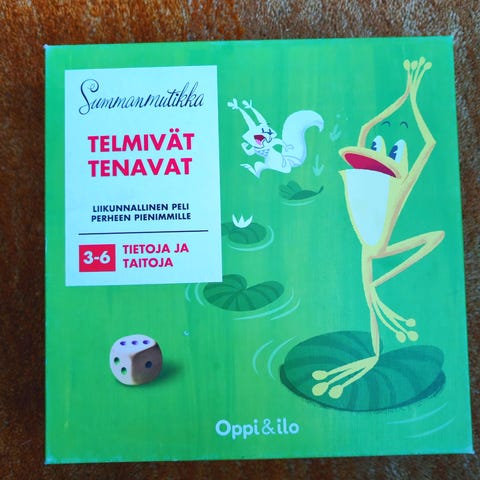 Summanmutikka
TELMIVÄT
TENAVAT
LIIKUNNALLINEN PELI
PERHEEN PIENIMMILLE
3-6 TIETOJA JA
TAITOJA
Oppi&ilo